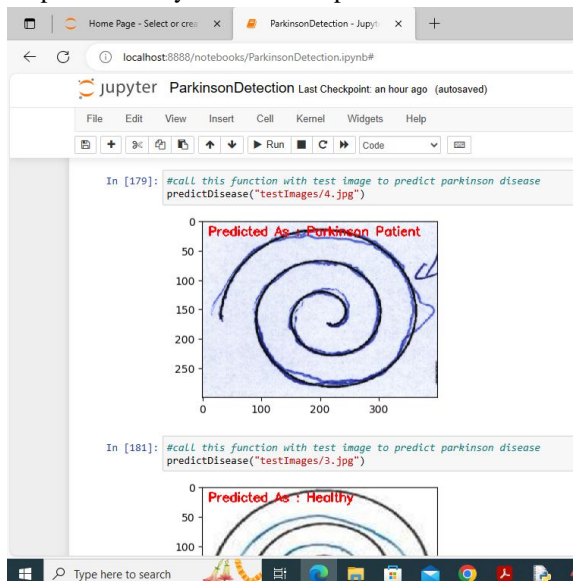 Home Page - Select or crea
ParkinsonDetection - Jupyt
localhost:8888/notebooks/ParkinsonDetection.ipynb#
jupyter ParkinsonDetection Last Checkpoint: an hour ago (autosaved)
File Edit View Insert Cell Kernel Widgets Help
Run Code
In [179]: #call this function with test image to predict parkinson disease
predictDisease("testImages/4.jpg")
Predicted As : Parkinson Patient
0
50
100
150
200
250
0 100 200 300
In [181]: #call this function with test image to predict parkinson disease
predictDisease("testImages/3.jpg")
Predicted As : Healthy
0
50
100
Type here to search